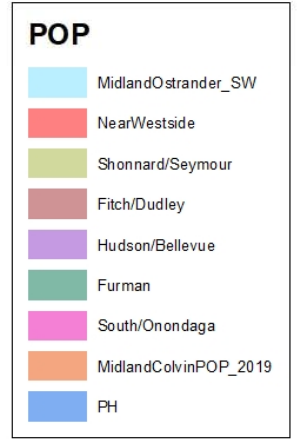 POP
MidlandOstrander_SW
NearWestside
Shonnard/Seymour
Fitch/Dudley
Hudson/Bellevue
Furman
South/Onondaga
MidlandColvinPOP_2019
PH